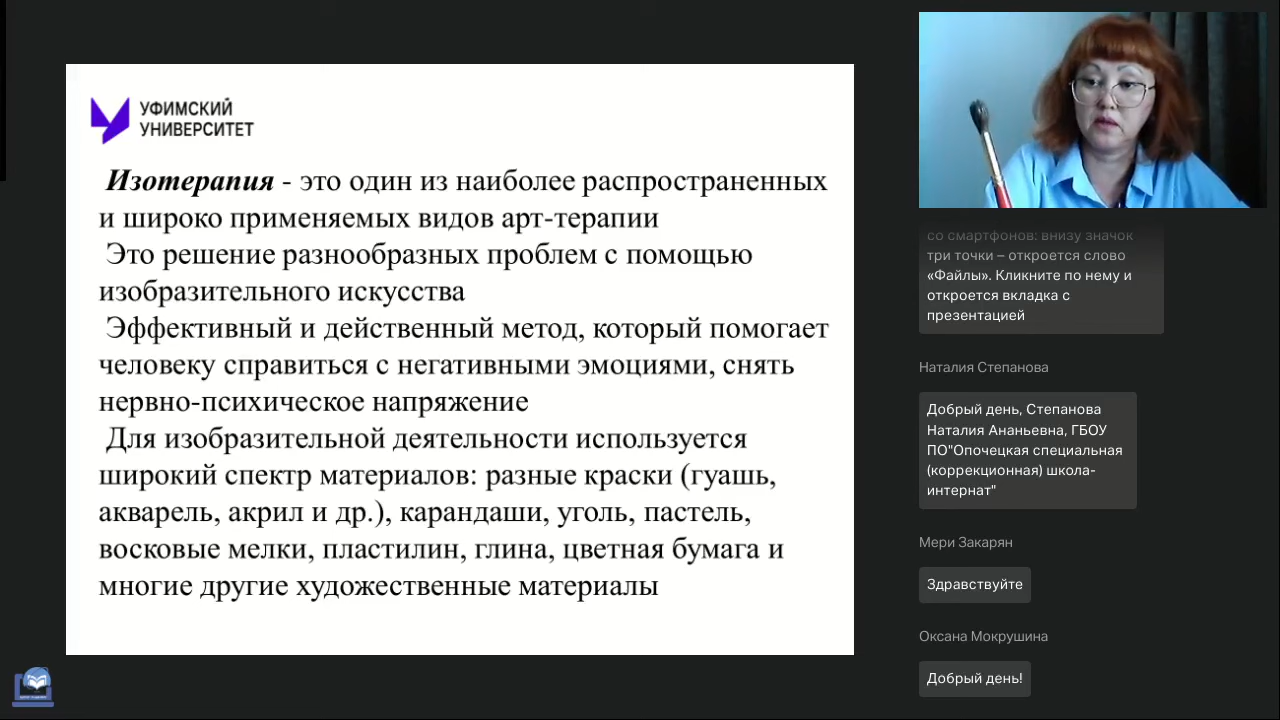 УФИМСКИЙ
УНИВЕРСИТЕТ
Изотерапия - это один из наиболее распространенных
и широко применяемых видов арт-терапии
Это решение разнообразных проблем с помощью
изобразительного искусства
Эффективный и действенный метод, который помогает
человеку справиться с негативными эмоциями, снять
нервно-психическое напряжение
Для изобразительной деятельности используется
широкий спектр материалов: разные краски (гуашь,
акварель, акрил и др.), карандаши, уголь, пастель,
восковые мелки, пластилин, глина, цветная бумага и
многие другие художественные материалы
со смартфонов: внизу значок
три точки – откроется слово
«Файлы». Кликните по нему и
откроется вкладка с
презентацией
Наталия Степанова
Добрый день, Степанова
Наталия Ананьевна, ГБОУ
ПО"Опочецкая специальная
(коррекционная) школа-
интернат"
Мери Закарян
Здравствуйте
Оксана Мокрушина
Добрый день!